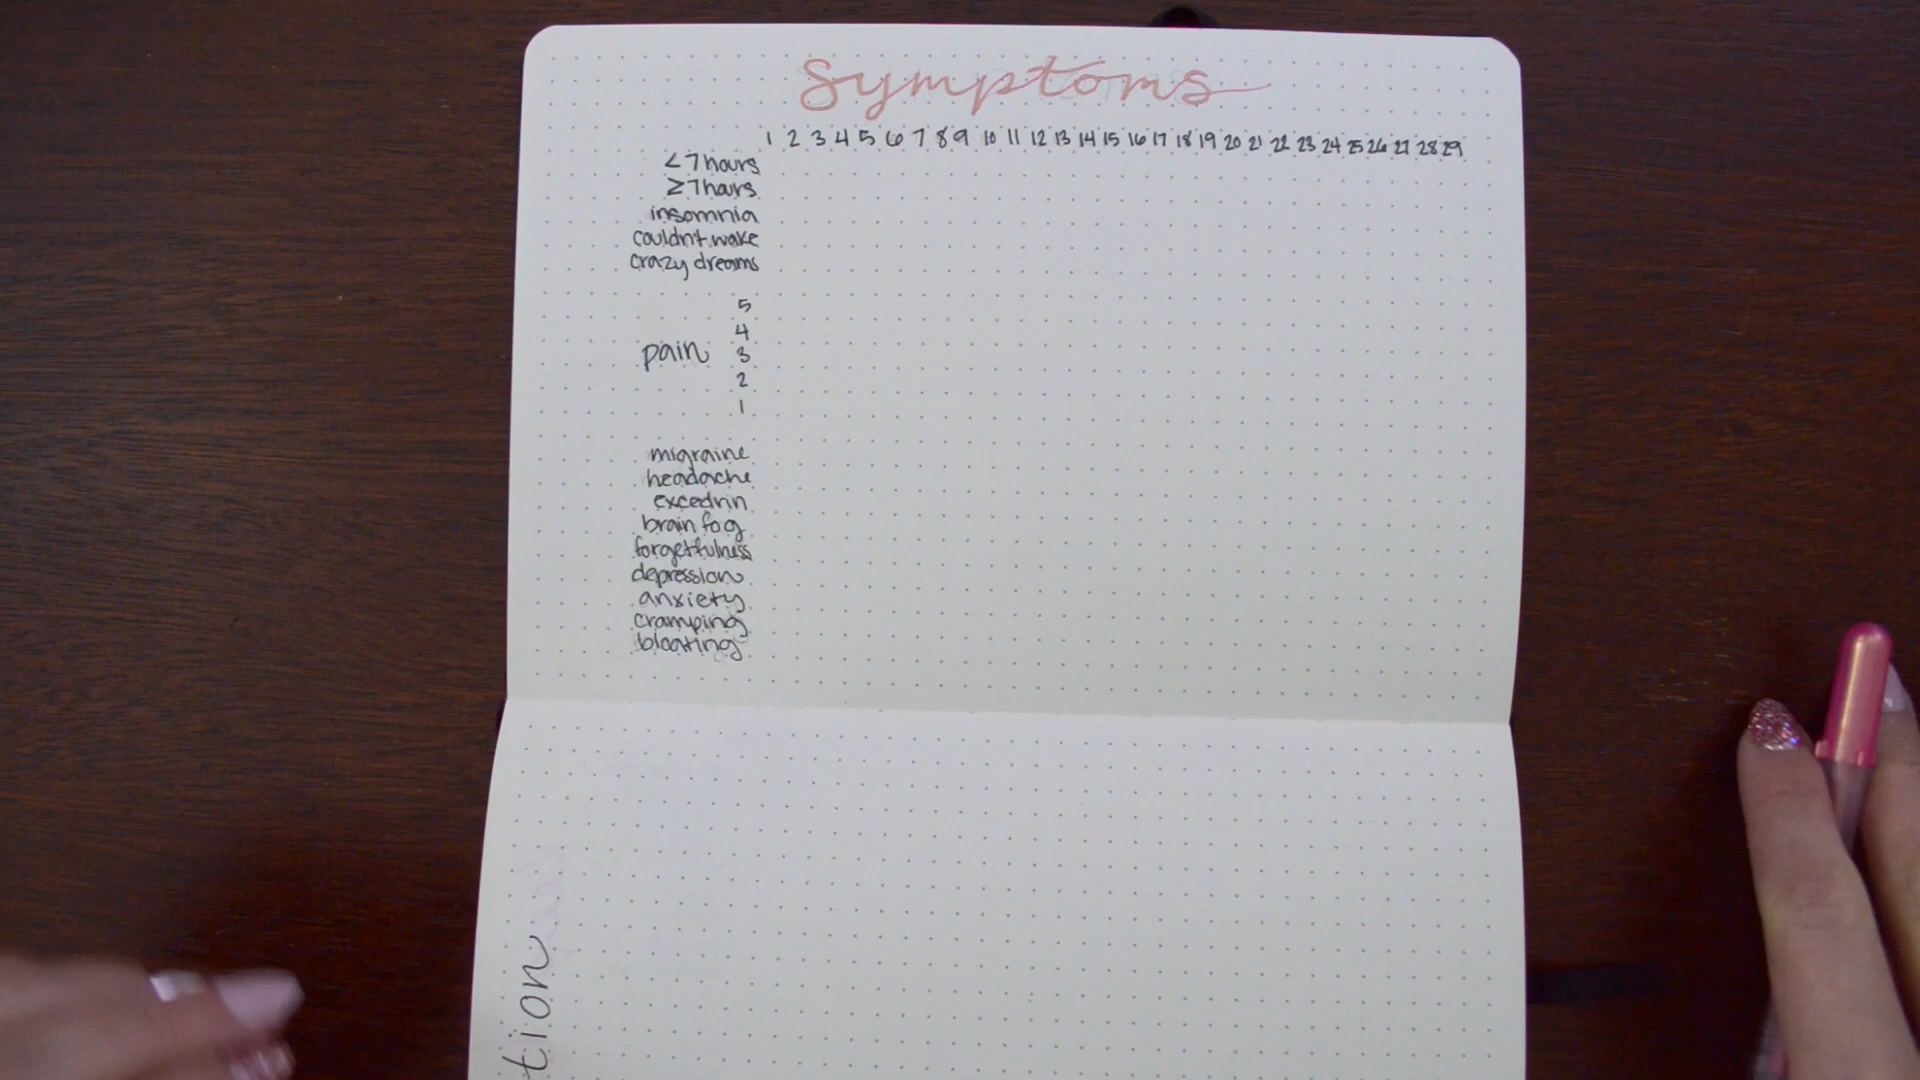 Symptoms
1 2 3 4 5 6 7 8 9 10 11 12 13 14 15 16 17 18 19 20 21 22 23 24 25 26 27 28 29
<7 hours
≥7 hours
insomnia
couldn't wake
crazy dreams
5
4
pain 3
2
1
migraine
headache
excedrin
brain fog
forgetfulness
depression
anxiety
cramping
bloating
tion